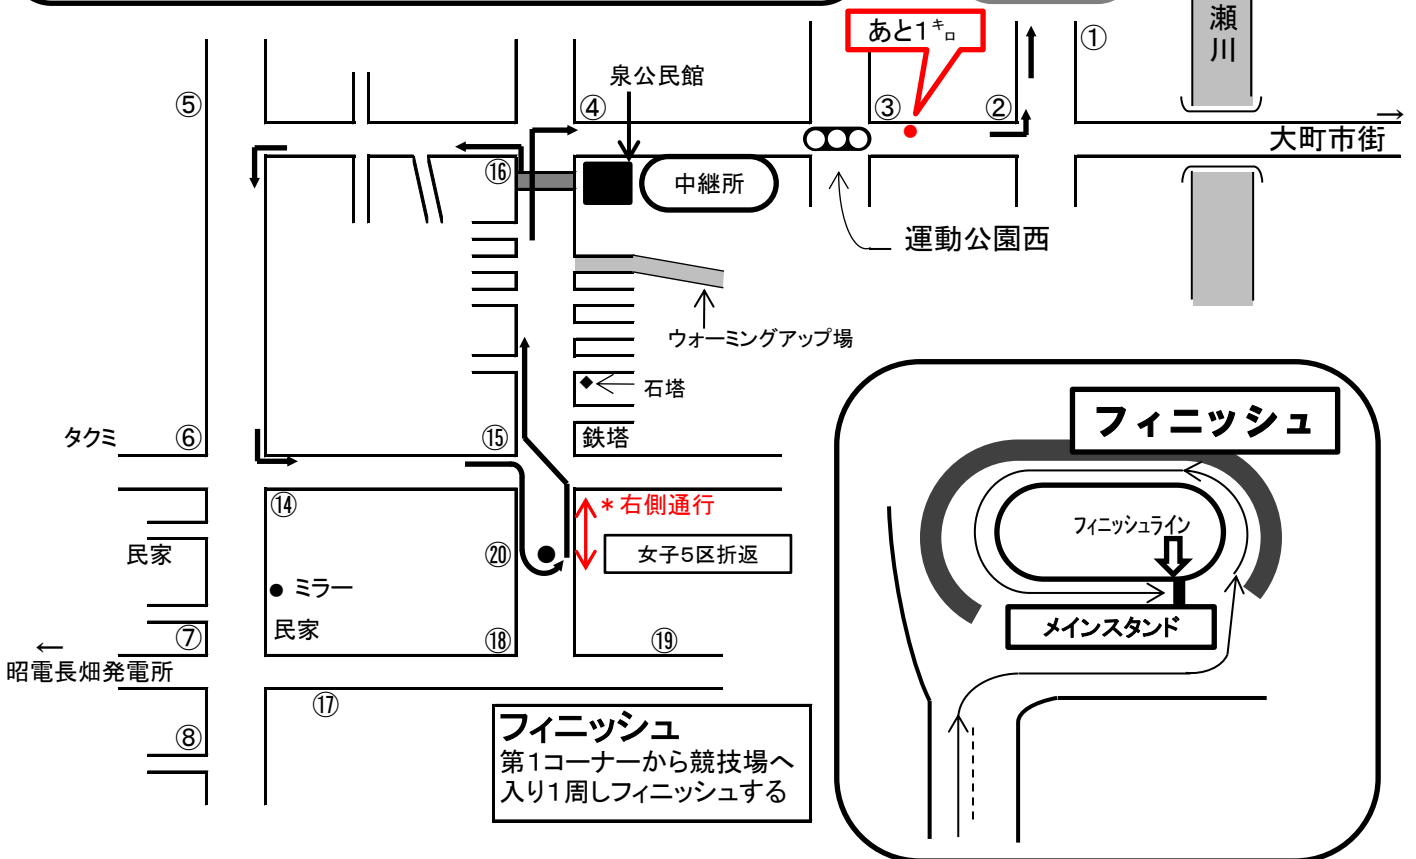 あと1㌔
瀬
川
①
泉公民館
⑤
④
③
②
→
大町市街
⑯
中継所
運動公園西
ウォーミングアップ場
石塔
フィニッシュ
タクミ
⑥
⑮
鉄塔
⑭
＊右側通行
フィニッシュライン
民家
⑳
女子5区折返
ミラー
メインスタンド
民家
⑦
⑱
⑲
←
昭電長畑発電所
⑰
⑧
フィニッシュ
第1コーナーから競技場へ
入り1周しフィニッシュする